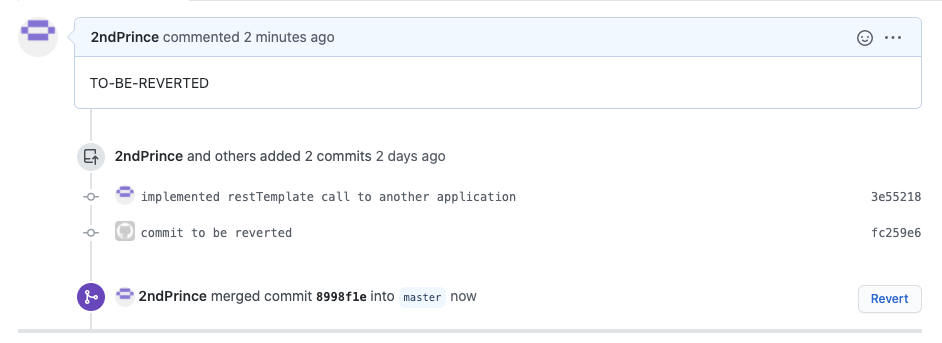 2ndPrince commented 2 minutes ago
TO-BE-REVERTED
2ndPrince and others added 2 commits 2 days ago
implemented restTemplate call to another application 3e55218
commit to be reverted fc259e6
2ndPrince merged commit 8998f1e into master now Revert